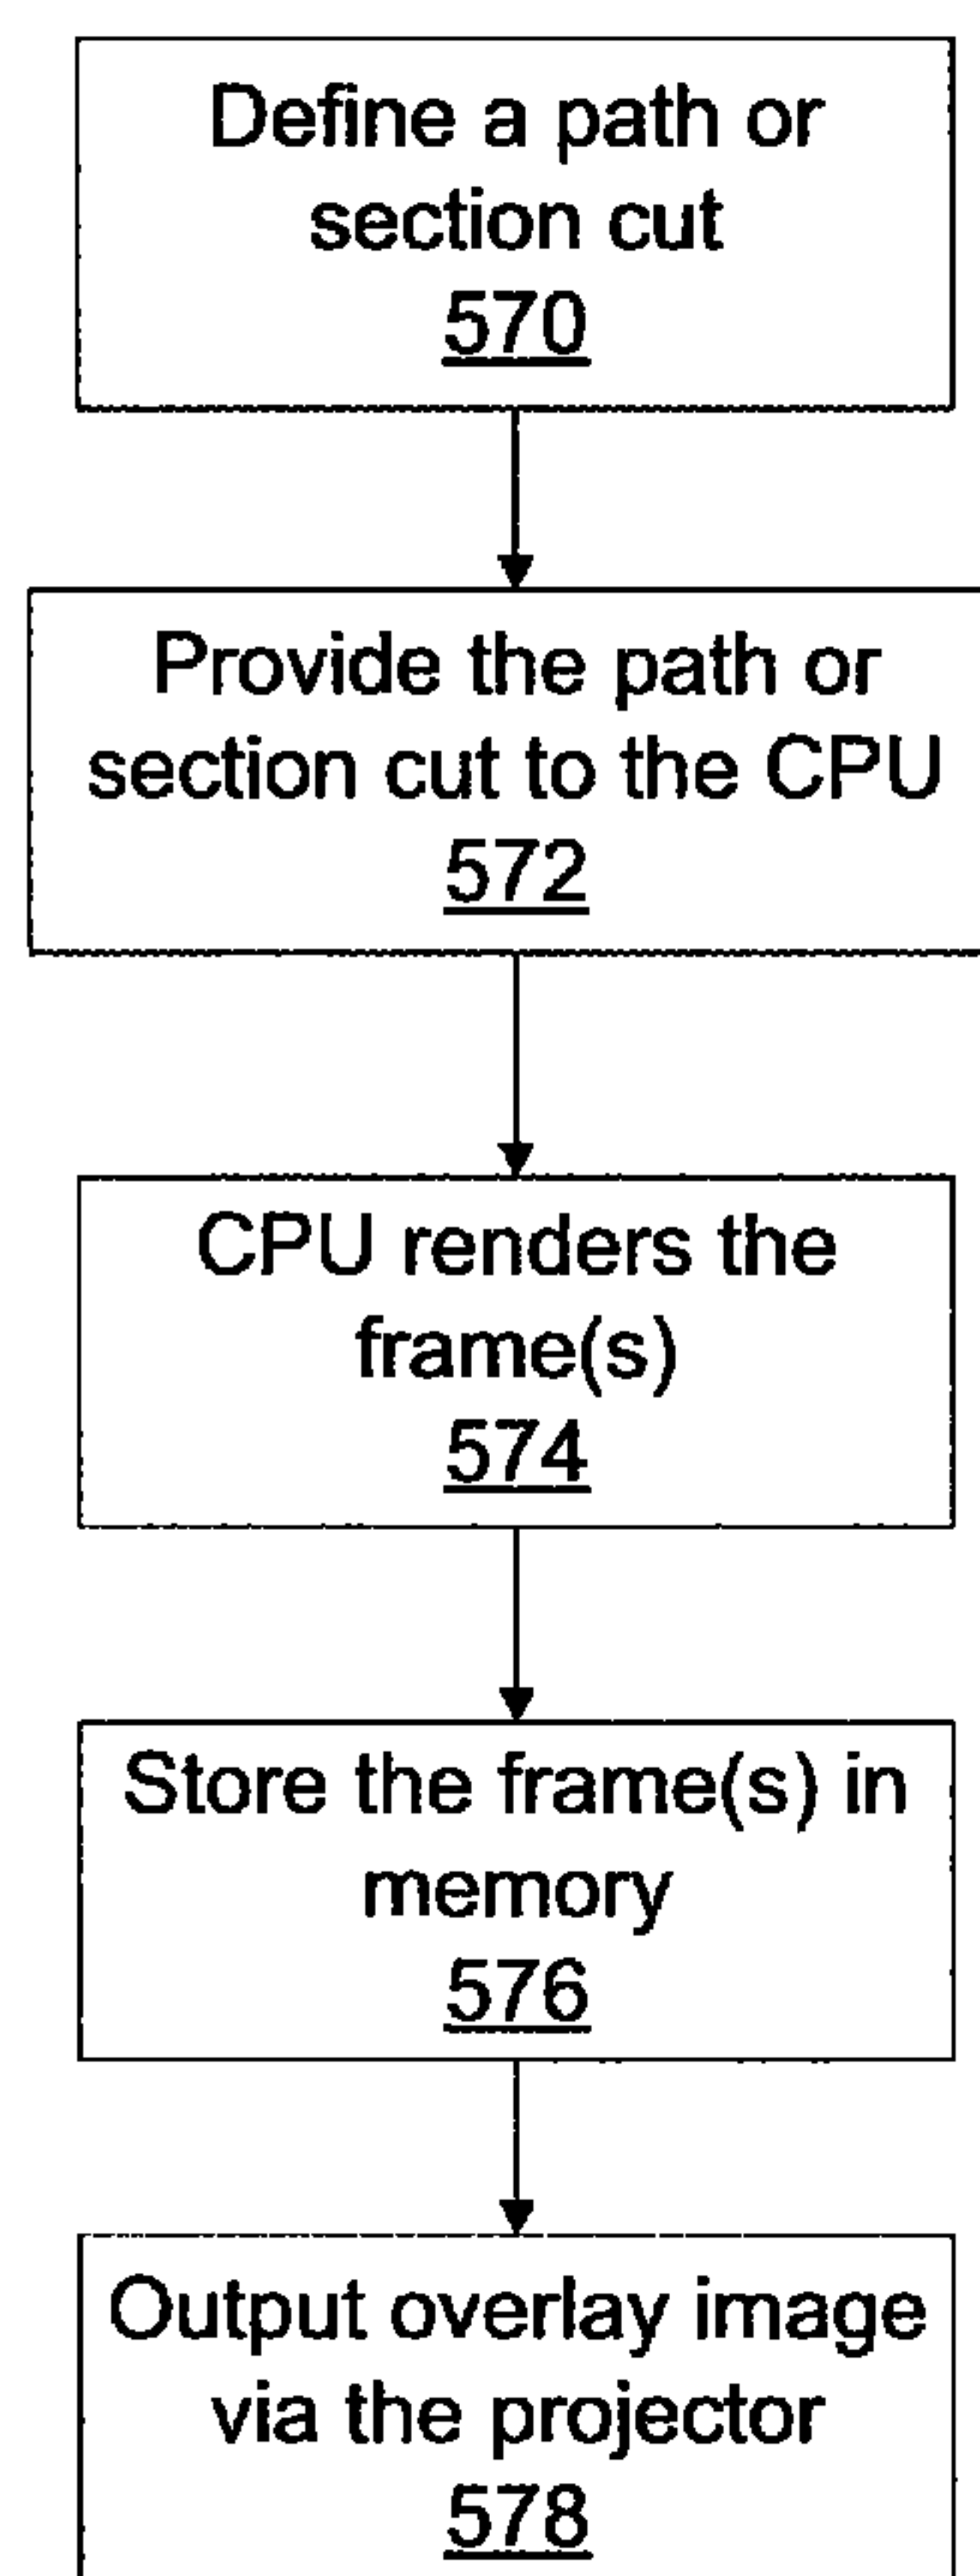 Define a path or
section cut
570
Provide the path or
section cut to the CPU
572
CPU renders the
frame(s)
574
Store the frame(s) in
memory
576
Output overlay image
via the projector
578